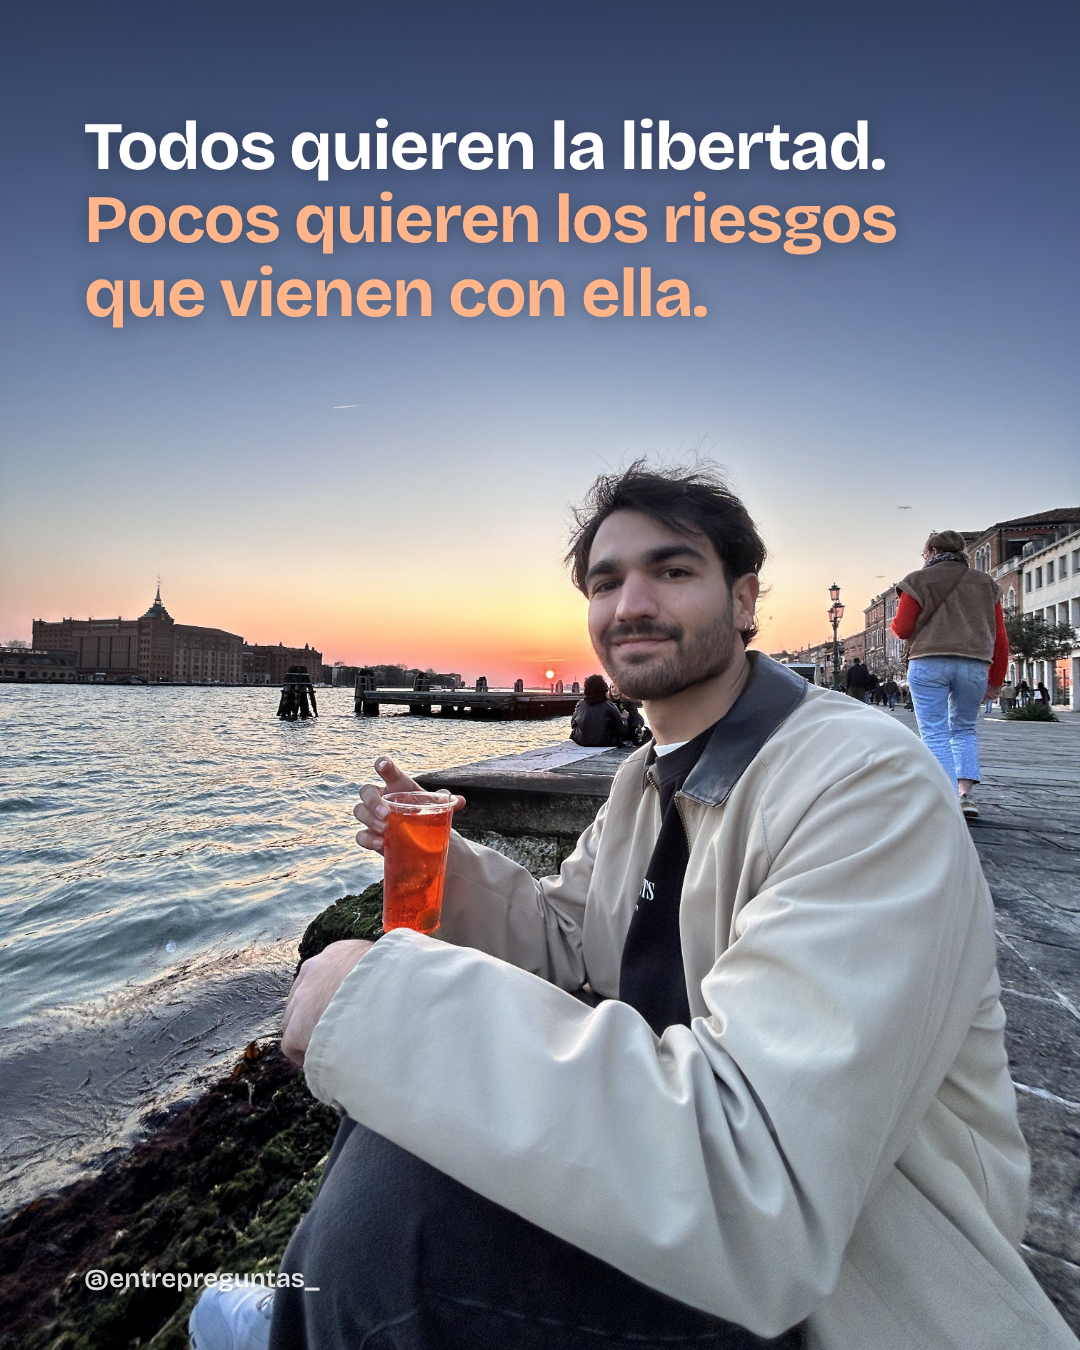 Todos quieren la libertad.
Pocos quieren los riesgos
que vienen con ella.
@entrepreguntas_